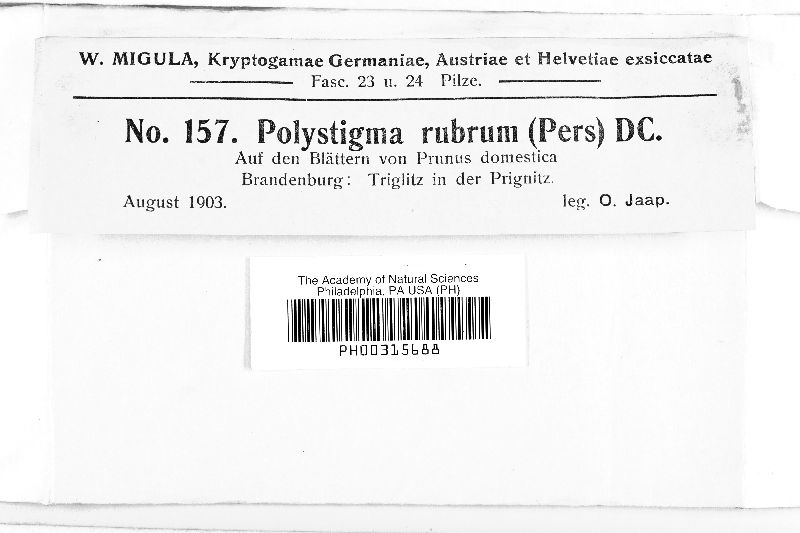 W. MIGULA, Kryptogamae Germaniae, Austriae et Helvetiae exsiccatae
Fasc. 23 u. 24 Pilze.
No. 157. Polystigma rubrum (Pers) DC.
Auf den Blättern von Prunus domestica
Brandenburg: Triglitz in der Prignitz.
August 1903. leg. O. Jaap.
The Academy of Natural Sciences
Philadelphia, PA USA (PH)
PH00315688